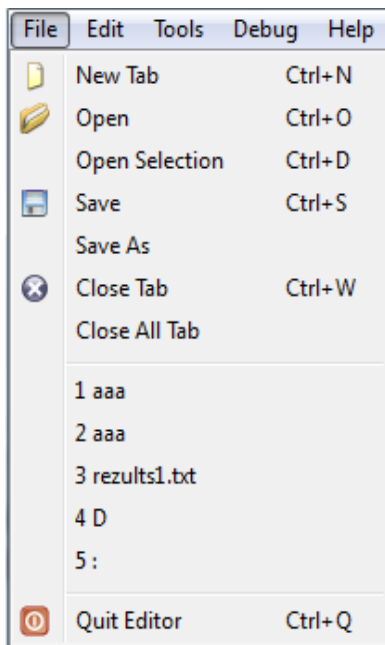 File Edit Tools Debug Help
New Tab Ctrl+N
Open Ctrl+O
Open Selection Ctrl+D
Save Ctrl+S
Save As
Close Tab Ctrl+W
Close All Tab
1 aaa
2 aaa
3 rezults1.txt
4 D
5 :
Quit Editor Ctrl+Q